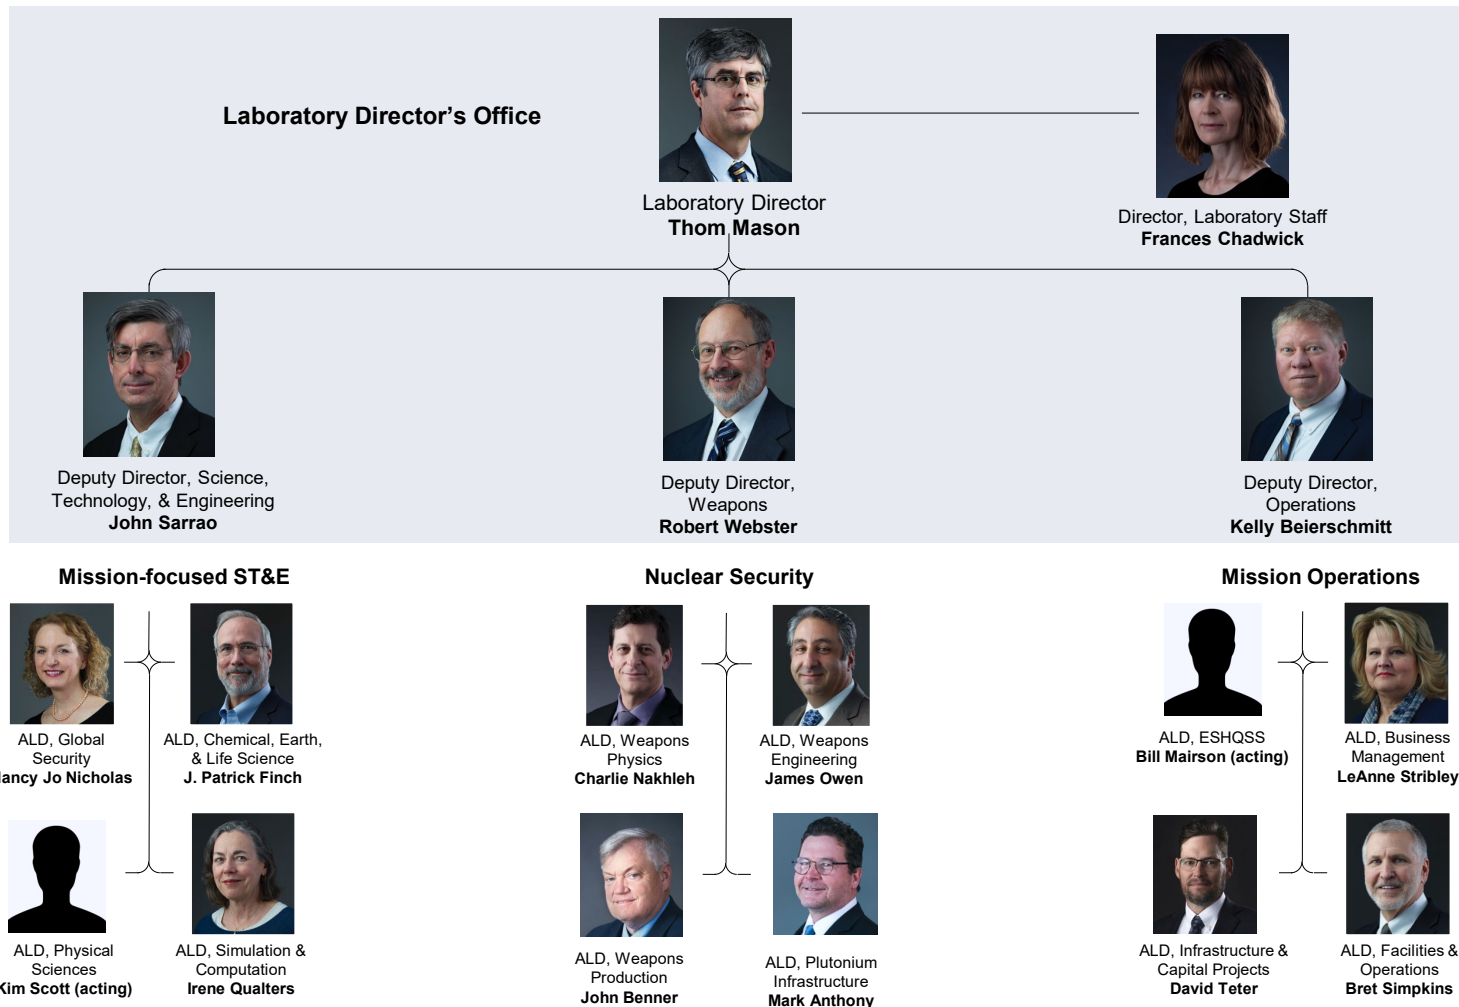 Laboratory Director's Office
Laboratory Director
Thom Mason
Director, Laboratory Staff
Frances Chadwick
Deputy Director, Science,
Technology, & Engineering
John Sarrao
Deputy Director,
Weapons
Robert Webster
Deputy Director,
Operations
Kelly Beierschmitt
Mission-focused ST&E
ALD, Global
Security
Jo Nicholas
ALD, Chemical, Earth,
& Life Science
J. Patrick Finch
ALD, Physical
Sciences
Kim Scott (acting)
ALD, Simulation &
Computation
Irene Qualters
Nuclear Security
ALD, Weapons
Physics
Charlie Nakhleh
ALD, Weapons
Engineering
James Owen
ALD, Weapons
Production
John Benner
ALD, Plutonium
Infrastructure
Mark Anthony
Mission Operations
ALD, ESHQSS
Bill Mairson (acting)
ALD, Business
Management
LeAnne Stribley
ALD, Infrastructure &
Capital Projects
David Teter
ALD, Facilities &
Operations
Bret Simpkins